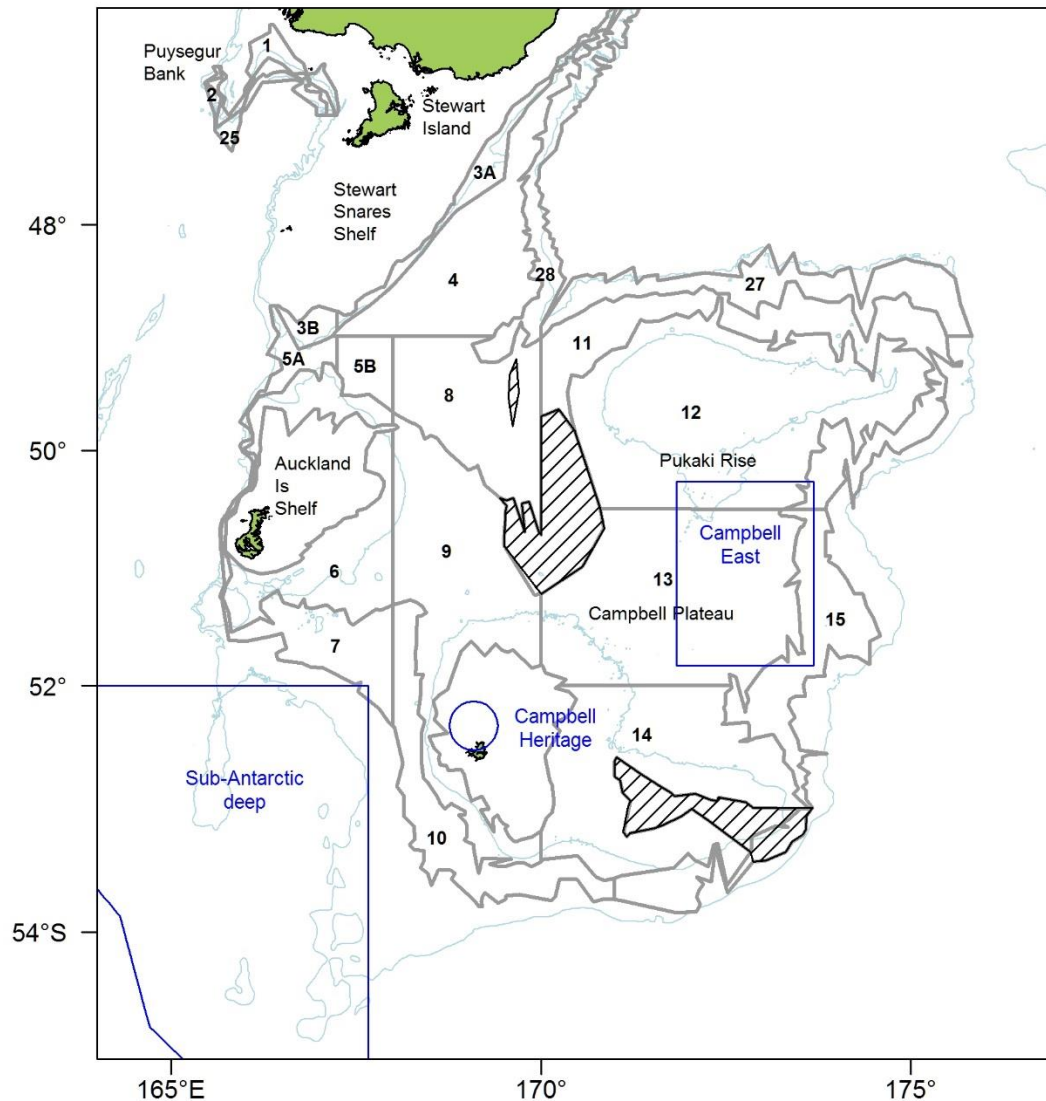 Puysegur
Bank
1
2
25
Stewart
Island
3A
Stewart
Snares
Shelf
48°
4
28
27
3B
5A
5B
11
8
12
50°
Auckland
Is
Shelf
Pukaki Rise
Campbell
East
6
9
13
Campbell Plateau
15
7
52°
Campbell
Heritage
14
Sub-Antarctic
deep
10
54°S
165°E
170°
175°